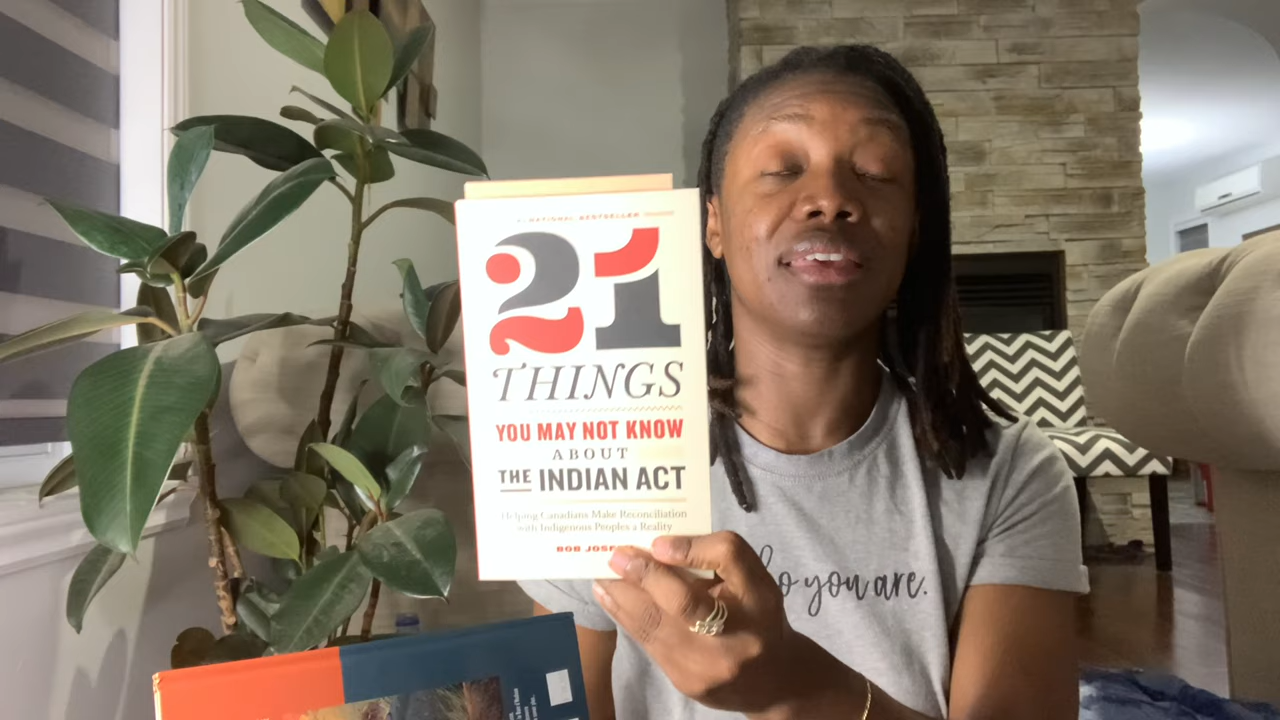 #1 NATIONAL BESTSELLER
21
THINGS
YOU MAY NOT KNOW
ABOUT
THE INDIAN ACT
Helping Canadians Make Reconciliation
with Indigenous Peoples a Reality
BOB
you are.